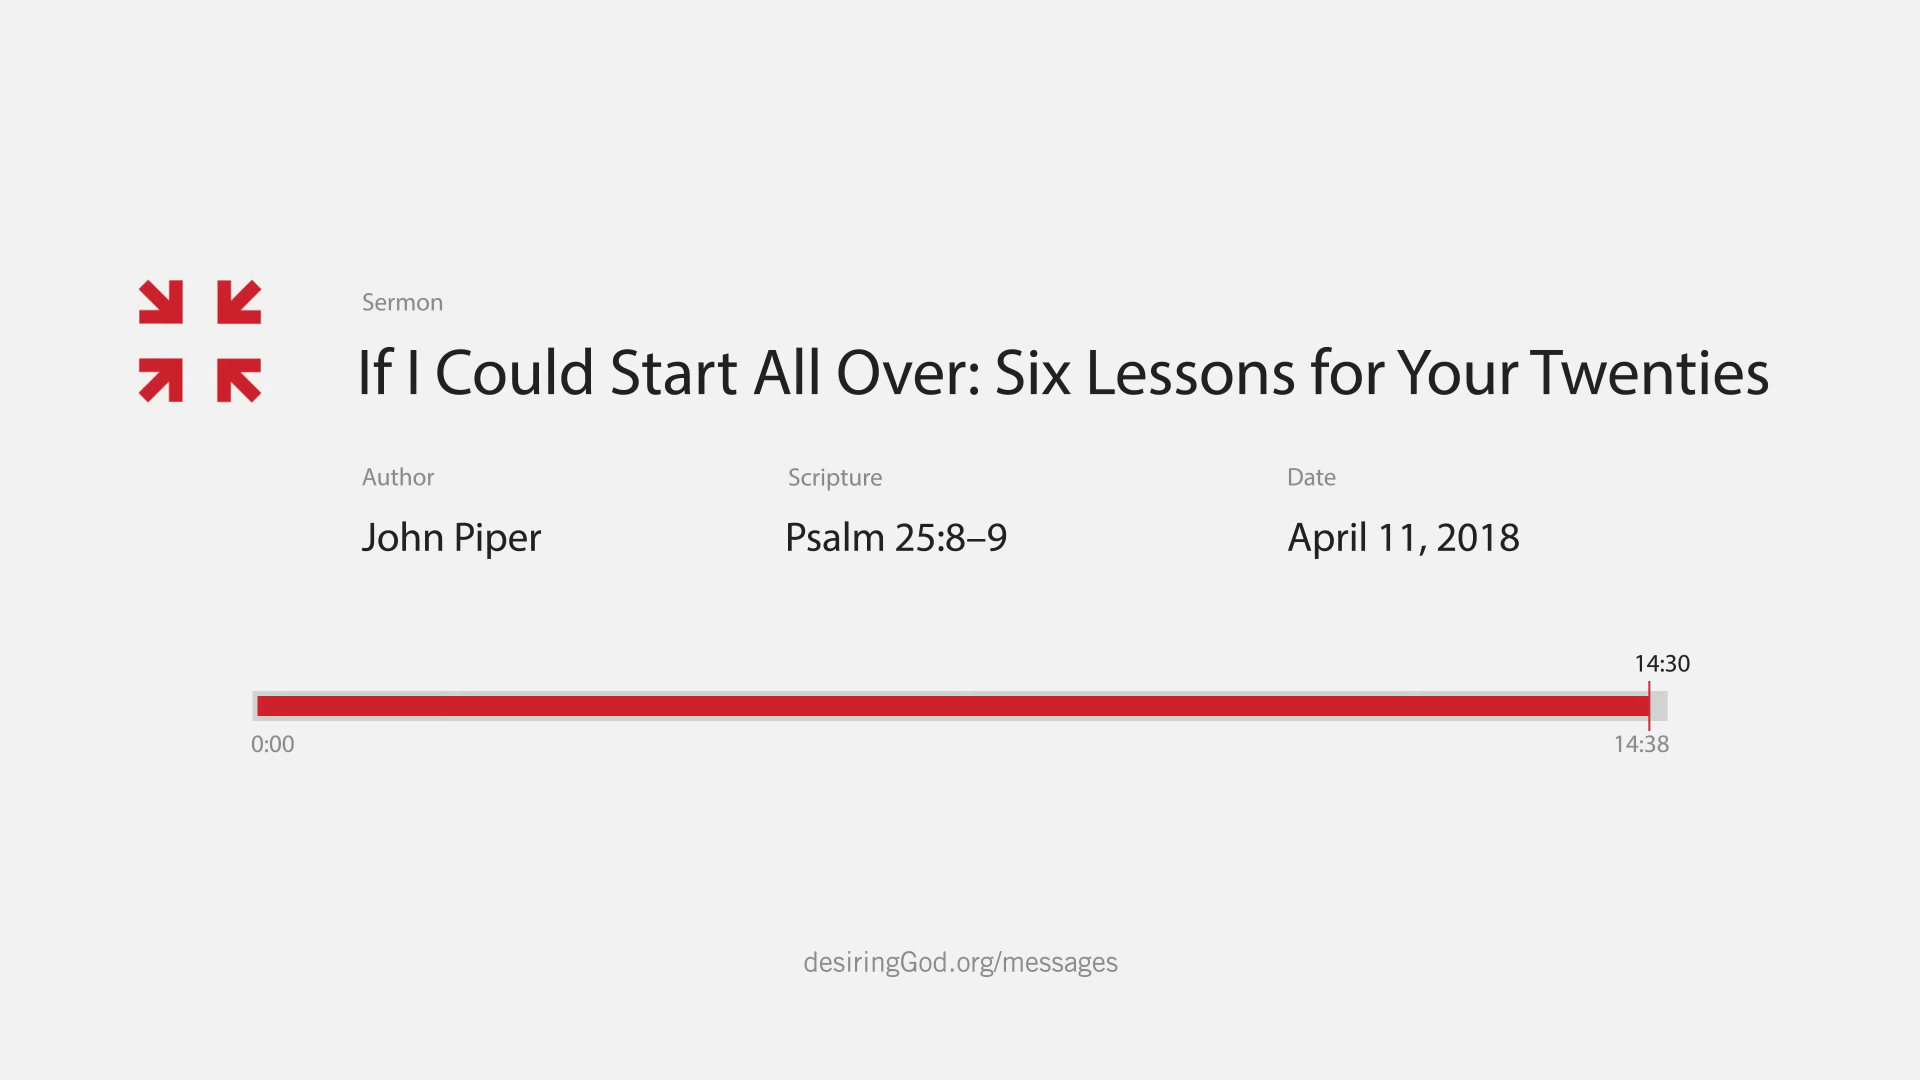 Sermon
If I Could Start All Over: Six Lessons for Your Twenties
Author
Scripture
Date
John Piper
Psalm 25:8–9
April 11, 2018
14:30
0:00
14:38
desiringGod.org/messages